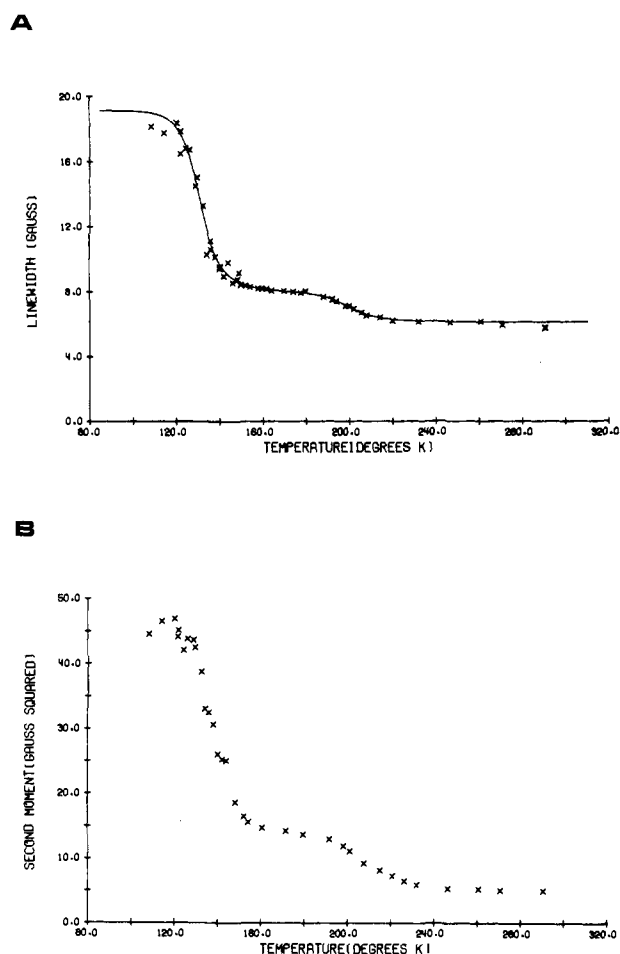 A
20.0
16.0
12.0
8.0
4.0
0.0
LINEWIDTH (GAUSS)
80.0 120.0 160.0 200.0 240.0 280.0 320.0
TEMPERATURE(DEGREES K)
B
50.0
40.0
30.0
20.0
10.0
0.0
SECOND MOMENT(GAUSS SQUARED)
80.0 120.0 160.0 200.0 240.0 280.0 320.0
TEMPERATURE(DEGREES K)